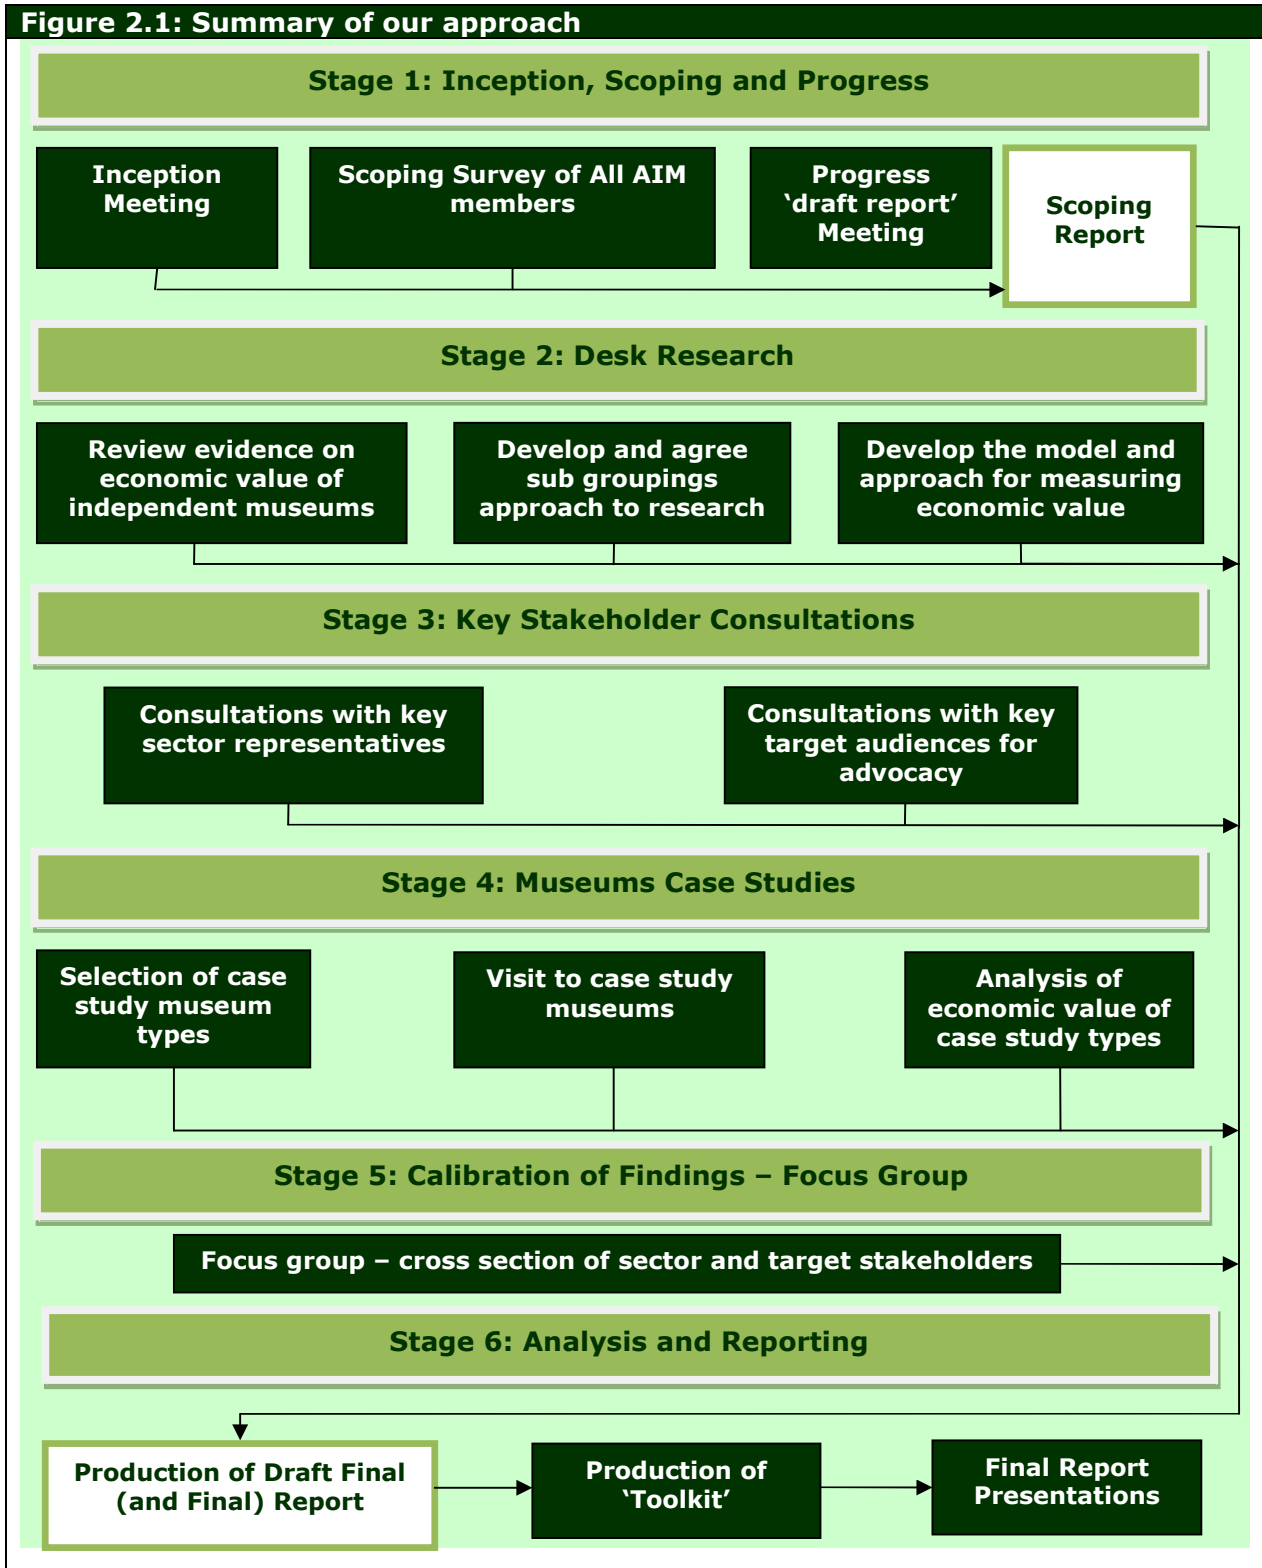 Figure 2.1: Summary of our approach
Stage 1: Inception, Scoping and Progress
Inception
Meeting
Scoping Survey of All AIM
members
Progress
‘draft report’
Meeting
Scoping
Report
Stage 2: Desk Research
Review evidence on
economic value of
independent museums
Develop and agree
sub groupings
approach to research
Develop the model and
approach for measuring
economic value
Stage 3: Key Stakeholder Consultations
Consultations with key
sector representatives
Consultations with key
target audiences for
advocacy
Stage 4: Museums Case Studies
Selection of case
study museum
types
Visit to case study
museums
Analysis of
economic value of
case study types
Stage 5: Calibration of Findings – Focus Group
Focus group – cross section of sector and target stakeholders
Stage 6: Analysis and Reporting
Production of Draft Final
(and Final) Report
Production of
‘Toolkit’
Final Report
Presentations